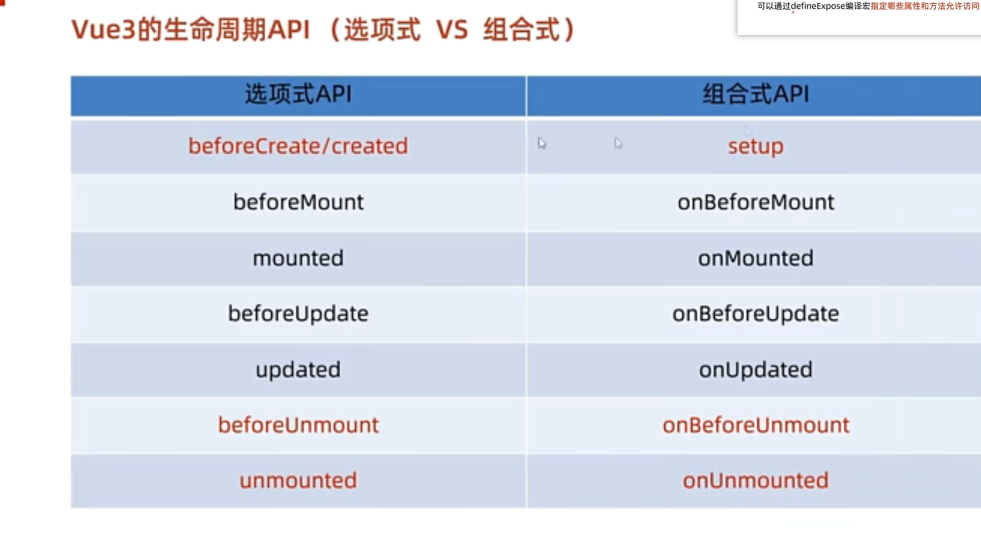 可以通过defineExpose编译宏指定哪些属性和方法允许访问
Vue3的生命周期API （选项式 VS 组合式）
选项式API 组合式API
beforeCreate/created setup
beforeMount onBeforeMount
mounted onMounted
beforeUpdate onBeforeUpdate
updated onUpdated
beforeUnmount onBeforeUnmount
unmounted onUnmounted